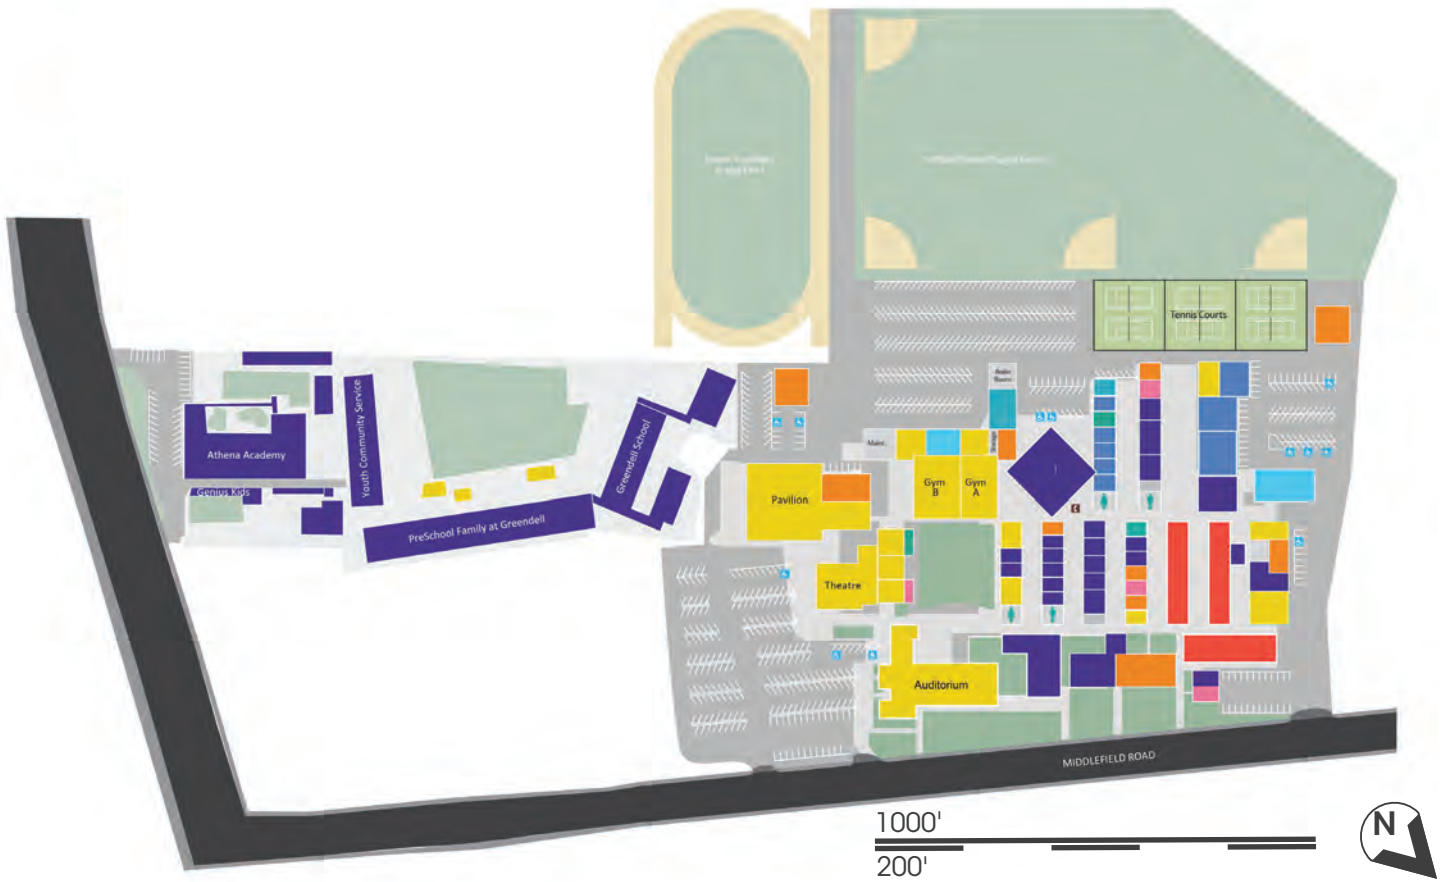 Tennis Courts
Youth Community Service
Athena Academy
Genius Kids
Greendell School
PreSchool Family at Greendell
Maint.
Gym
B
Gym
A
Pavilion
Theatre
Auditorium
MIDDLEFIELD ROAD
1000'
200'
N